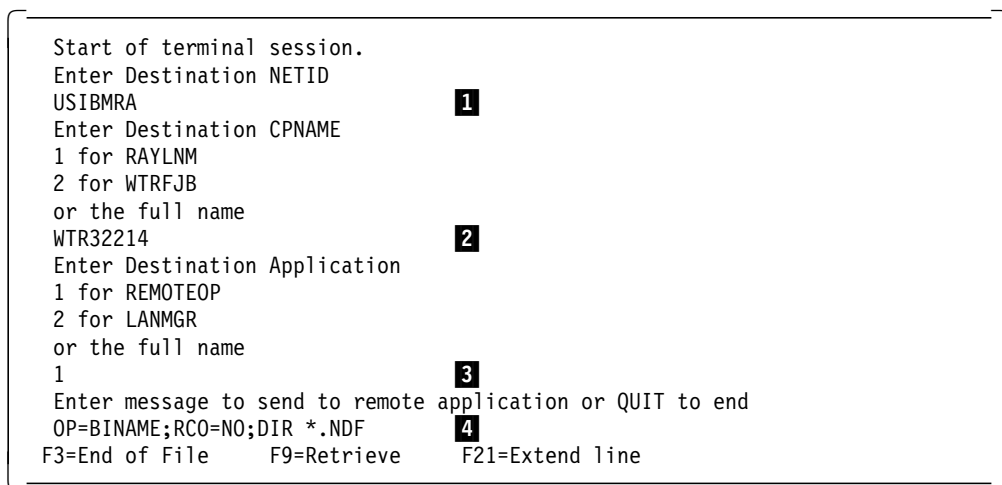 Start of terminal session.
Enter Destination NETID
USIBMRA 1
Enter Destination CPNAME
1 for RAYLNM
2 for WTRFJB
or the full name
WTR32214 2
Enter Destination Application
1 for REMOTEOP
2 for LANMGR
or the full name
1 3
Enter message to send to remote application or QUIT to end
OP=BINAME;RCO=NO;DIR *.NDF 4
F3=End of File F9=Retrieve F21=Extend line